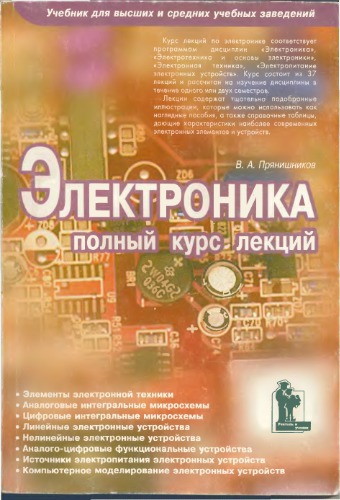 Учебник для высших и средних учебных заведений
Курс лекций по электронике соответствует
программам дисциплин «Электроника»,
«Электротехника и основы электроники»,
«Электронная техника», «Электропитание
электронных устройств». Курс состоит из 37
лекций и рассчитан на изучение дисциплины в
течение одного или двух семестров.
Лекции содержат тщательно подобранные
иллюстрации, которые можно использовать как
наглядные пособия, а также справочные таблицы,
дающие характеристики наиболее современных
электронных элементов и устройств.
В. А. Прянишников
Электроника
полный курс лекций
2W04G
036C
• Элементы электронной техники
• Аналоговые интегральные микросхемы
• Цифровые интегральные микросхемы
• Линейные электронные устройства
• Нелинейные электронные устройства
• Аналого-цифровые функциональные устройства
• Источники электропитания электронных устройств
• Компьютерное моделирование электронных устройств